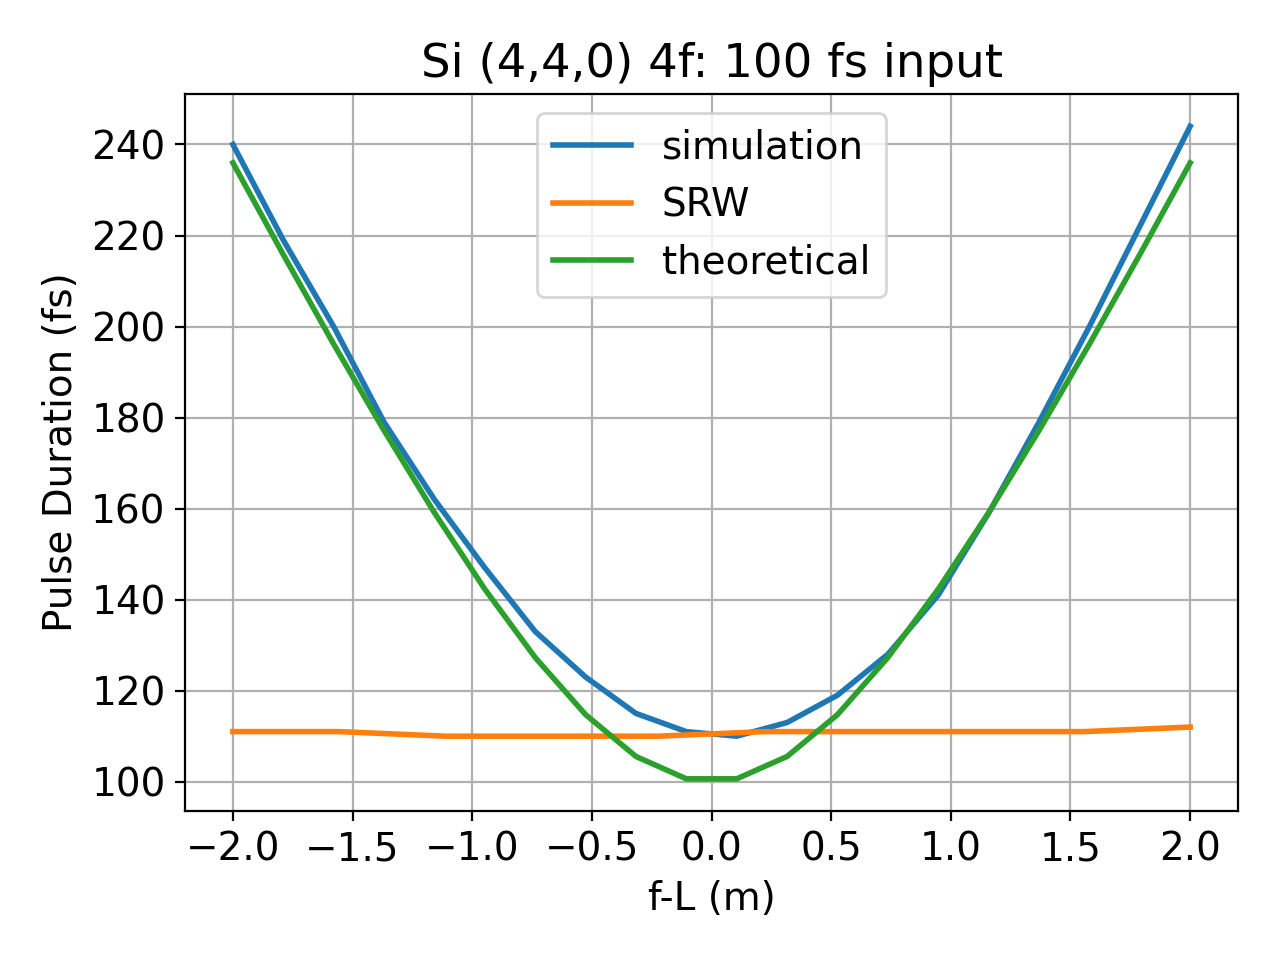 Si (4,4,0) 4f: 100 fs input
simulation
SRW
theoretical
Pulse Duration (fs)
240
220
200
180
160
140
120
100
−2.0 −1.5 −1.0 −0.5 0.0 0.5 1.0 1.5 2.0
f-L (m)